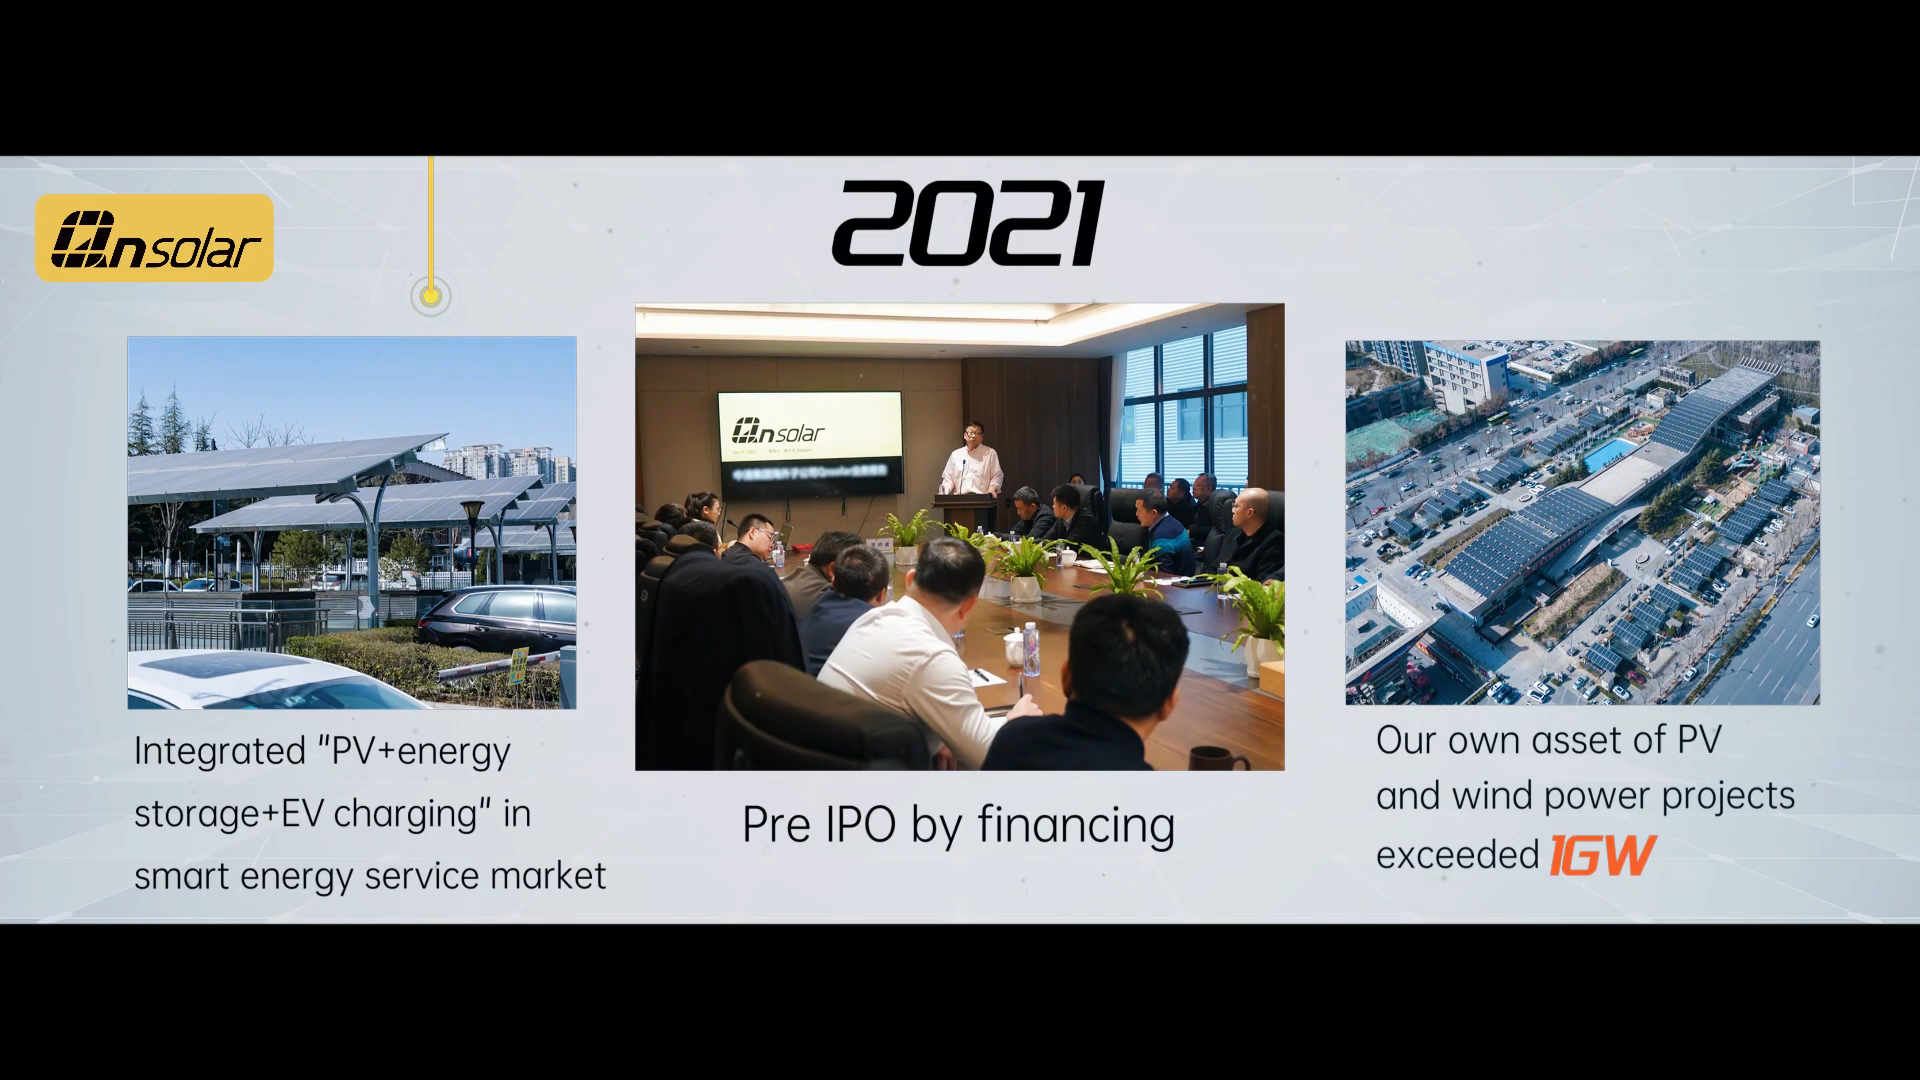 Qnsolar
2021
Qnsolar
Integrated "PV+energy
storage+EV charging" in
smart energy service market
Pre IPO by financing
Our own asset of PV
and wind power projects
exceeded 1GW